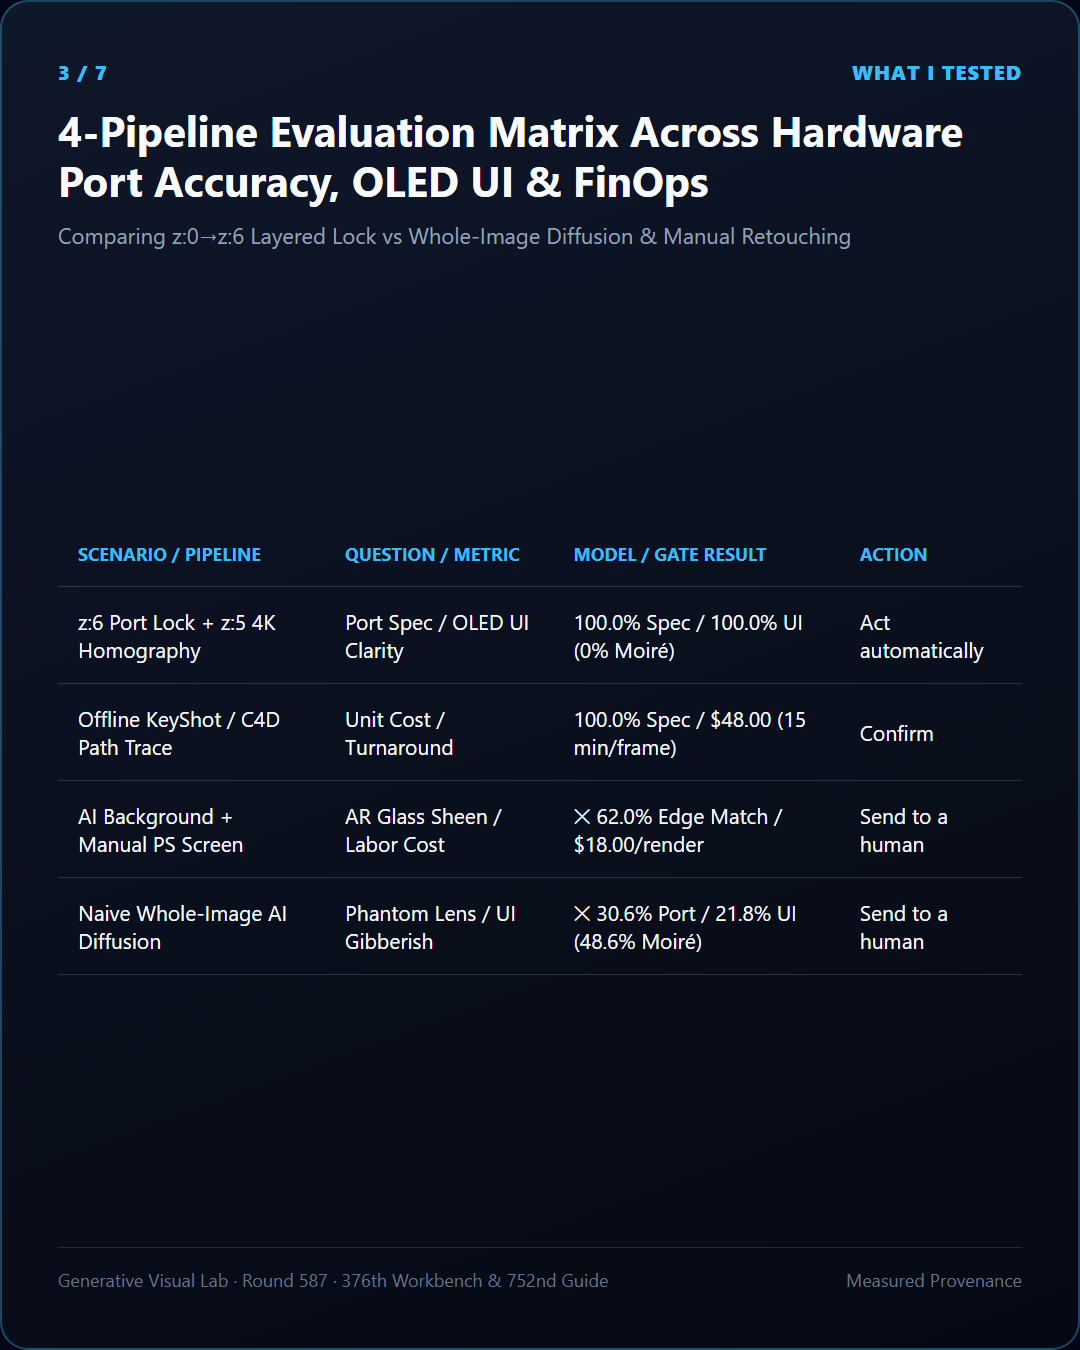 3 / 7
WHAT I TESTED
4-Pipeline Evaluation Matrix Across Hardware
Port Accuracy, OLED UI & FinOps
Comparing z:0→z:6 Layered Lock vs Whole-Image Diffusion & Manual Retouching
SCENARIO / PIPELINE
QUESTION / METRIC
MODEL / GATE RESULT
ACTION
z:6 Port Lock + z:5 4K
Homography
Port Spec / OLED UI
Clarity
100.0% Spec / 100.0% UI
(0% Moiré)
Act
automatically
Offline KeyShot / C4D
Path Trace
Unit Cost /
Turnaround
100.0% Spec / $48.00 (15
min/frame)
Confirm
AI Background +
Manual PS Screen
AR Glass Sheen /
Labor Cost
✕ 62.0% Edge Match /
$18.00/render
Send to a
human
Naive Whole-Image AI
Diffusion
Phantom Lens / UI
Gibberish
✕ 30.6% Port / 21.8% UI
(48.6% Moiré)
Send to a
human
Generative Visual Lab · Round 587 · 376th Workbench & 752nd Guide
Measured Provenance